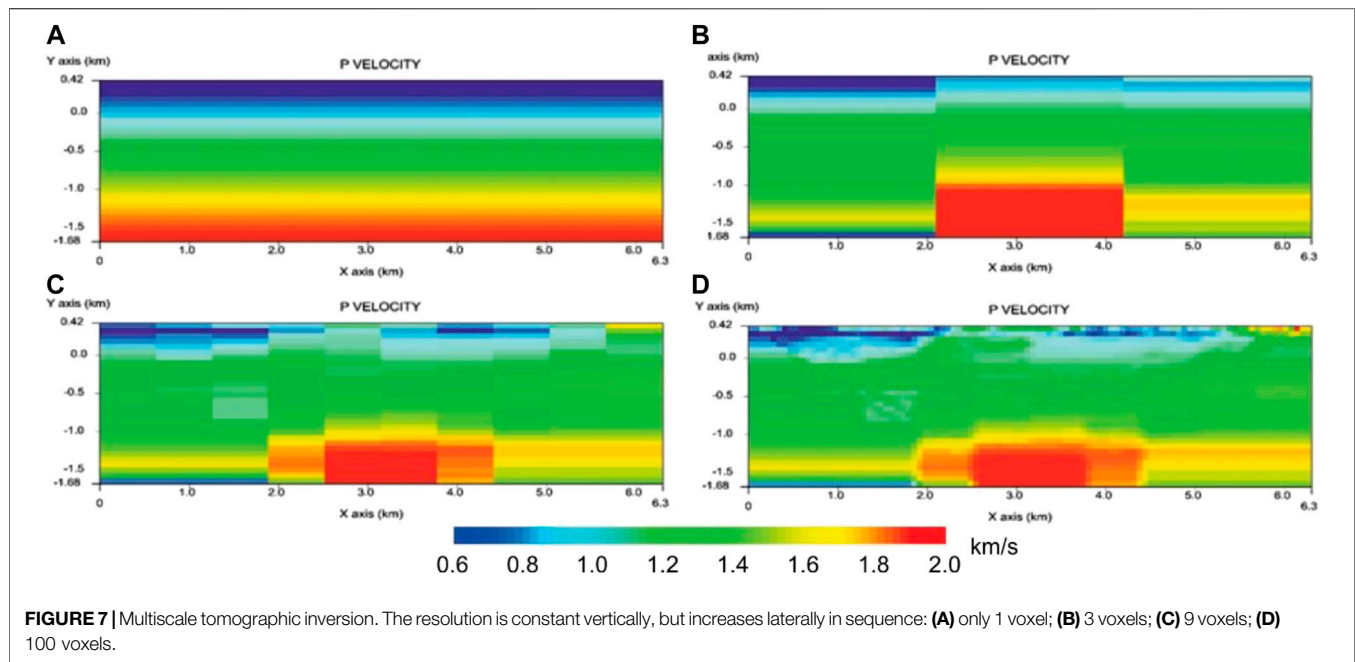 A
Y axis (km)
P VELOCITY
0.42
0.0
-0.5
-1.0
-1.5
-1.68
0
1.0
2.0
3.0
4.0
5.0
6.0
6.3
X axis (km)
B
axis (km)
P VELOCITY
0.42
0.0
-0.5
-1.0
-1.5
1.68
0
1.0
2.0
3.0
4.0
5.0
6.0
6.3
X axis (km)
C
Y axis (km)
P VELOCITY
0.42
0.0
-0.5
-1.0
-1.5
-1.68
0
1.0
2.0
3.0
4.0
5.0
6.0
6.3
X axis (km)
D
Y axis (km)
P VELOCITY
0.42
0.0
-0.5
-1.0
-1.5
-1.68
0
1.0
2.0
3.0
4.0
5.0
6.0
6.3
X axis (km)
0.6 0.8 1.0 1.2 1.4 1.6 1.8 2.0
km/s
FIGURE 7 | Multiscale tomographic inversion. The resolution is constant vertically, but increases laterally in sequence: (A) only 1 voxel; (B) 3 voxels; (C) 9 voxels; (D)
100 voxels.